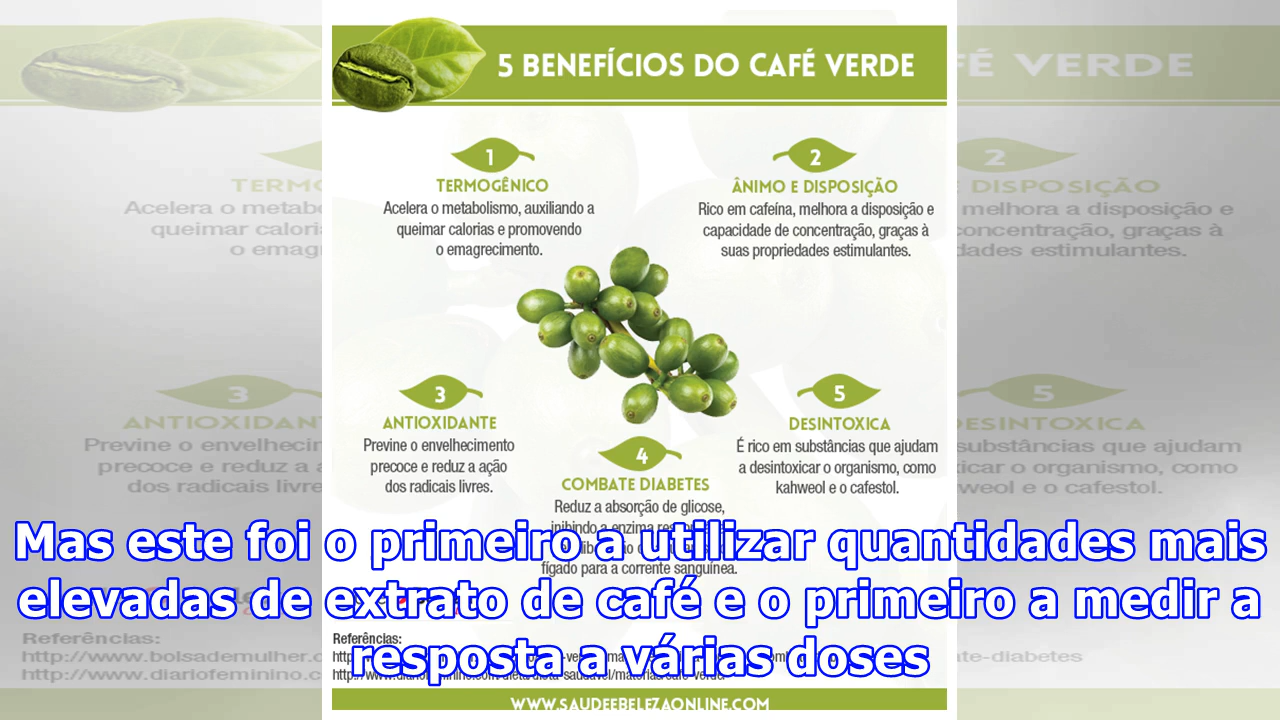 5 BENEFÍCIOS DO CAFÉ VERDE
1
TERMOGÊNICO
Acelera o metabolismo, auxiliando a
queimar calorias e promovendo
o emagrecimento.
2
ÂNIMO E DISPOSIÇÃO
Rico em cafeína, melhora a disposição e
capacidade de concentração, graças à
suas propriedades estimulantes.
3
ANTIOXIDANTE
Previne o envelhecimento
precoce e reduz a ação
dos radicais livres.
4
COMBATE DIABETES
Reduz a absorção de glicose,
inibindo a enzima
fígado para a corrente sanguínea.
5
DESINTOXICA
É rico em substâncias que ajudam
a desintoxicar o organismo, como
kahweol e o cafestol.
Mas este foi o primeiro a utilizar quantidades mais
elevadas de extrato de café e o primeiro a medir a
resposta a várias doses
Referências:
WWW.SAUDEEBELEZAONLINE.COM